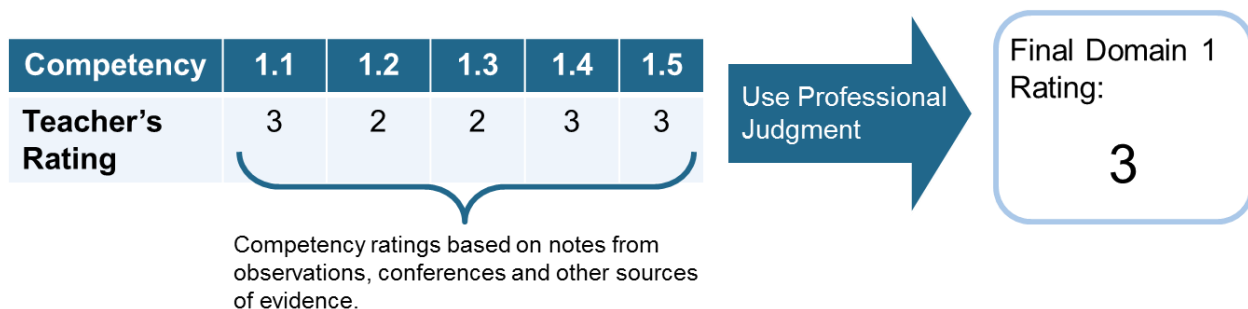 Competency 1.1 1.2 1.3 1.4 1.5
Teacher's
Rating
3 2 2 3 3
Competency ratings based on notes from
observations, conferences and other sources
of evidence.
Use Professional
Judgment
Final Domain 1
Rating:
3